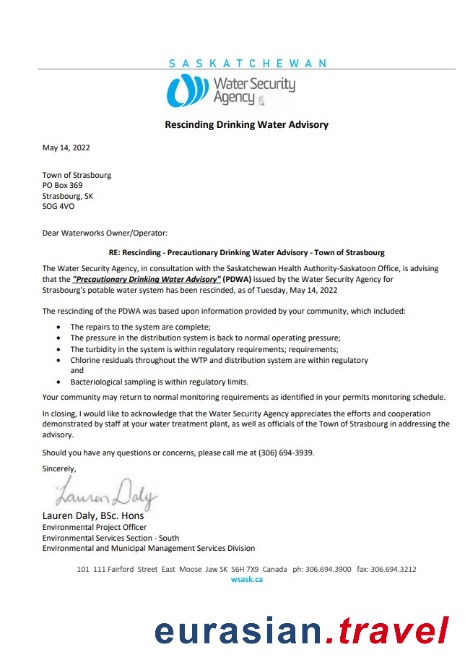 SASKATCHEWAN
Water Security
Agency
Rescinding Drinking Water Advisory
May 14, 2022
Town of Strasbourg
PO Box 369
Strasbourg, SK
SOG 4VO
Dear Waterworks Owner/Operator:
RE: Rescinding - Precautionary Drinking Water Advisory - Town of Strasbourg
The Water Security Agency, in consultation with the Saskatchewan Health Authority-Saskatoon Office, is advising
that the "Precautionary Drinking Water Advisory" (PDWA) issued by the Water Security Agency for
Strasbourg's potable water system has been rescinded, as of Tuesday, May 14, 2022
The rescinding of the PDWA was based upon information provided by your community, which included:
• The repairs to the system are complete;
• The pressure in the distribution system is back to normal operating pressure;
• The turbidity in the system is within regulatory requirements; requirements;
• Chlorine residuals throughout the WTP and distribution system are within regulatory
and
• Bacteriological sampling is within regulatory limits.
Your community may return to normal monitoring requirements as identified in your permits monitoring schedule.
In closing, I would like to acknowledge that the Water Security Agency appreciates the efforts and cooperation
demonstrated by staff at your water treatment plant, as well as officials of the Town of Strasbourg in addressing the
advisory.
Should you have any questions or concerns, please call me at (306) 694-3939.
Sincerely,
Lauren Daly
Lauren Daly, BSc. Hons
Environmental Project Officer
Environmental Services Section - South
Environmental and Municipal Management Services Division
101 111 Fairford Street East Moose Jaw SK S6H 7X9 Canada ph: 306.694.3900 fax: 306.694.3212
wsask.ca
eurasian.travel